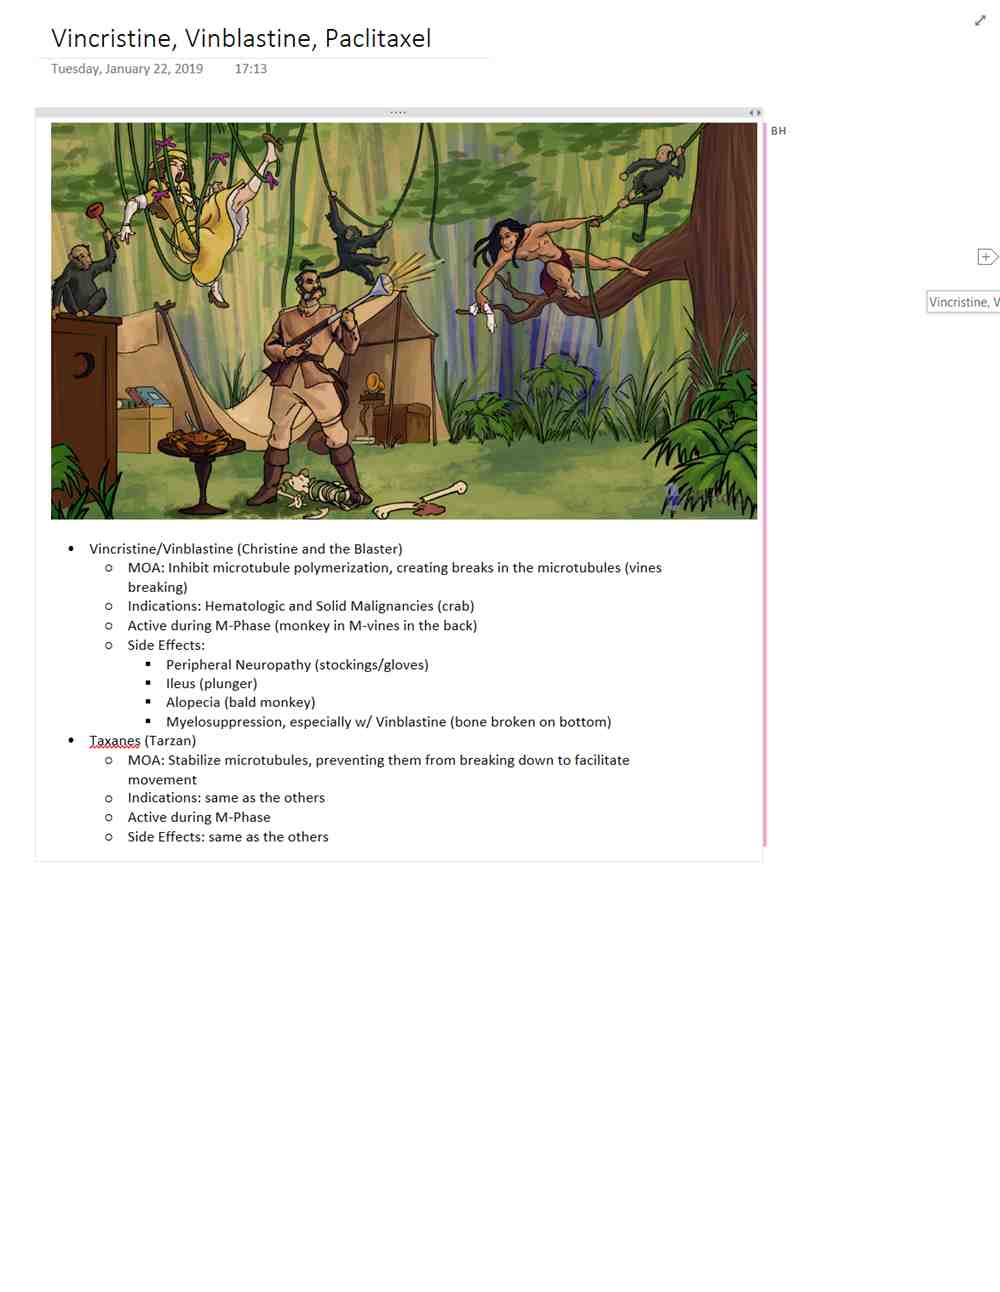 Vincristine, Vinblastine, Paclitaxel
Tuesday, January 22, 2019 17:13
BH
Vincristine, V
• Vincristine/Vinblastine (Christine and the Blaster)
o MOA: Inhibit microtubule polymerization, creating breaks in the microtubules (vines
breaking)
o Indications: Hematologic and Solid Malignancies (crab)
o Active during M-Phase (monkey in M-vines in the back)
o Side Effects:
▪ Peripheral Neuropathy (stockings/gloves)
▪ Ileus (plunger)
▪ Alopecia (bald monkey)
▪ Myelosuppression, especially w/ Vinblastine (bone broken on bottom)
• Taxanes (Tarzan)
o MOA: Stabilize microtubules, preventing them from breaking down to facilitate
movement
o Indications: same as the others
o Active during M-Phase
o Side Effects: same as the others